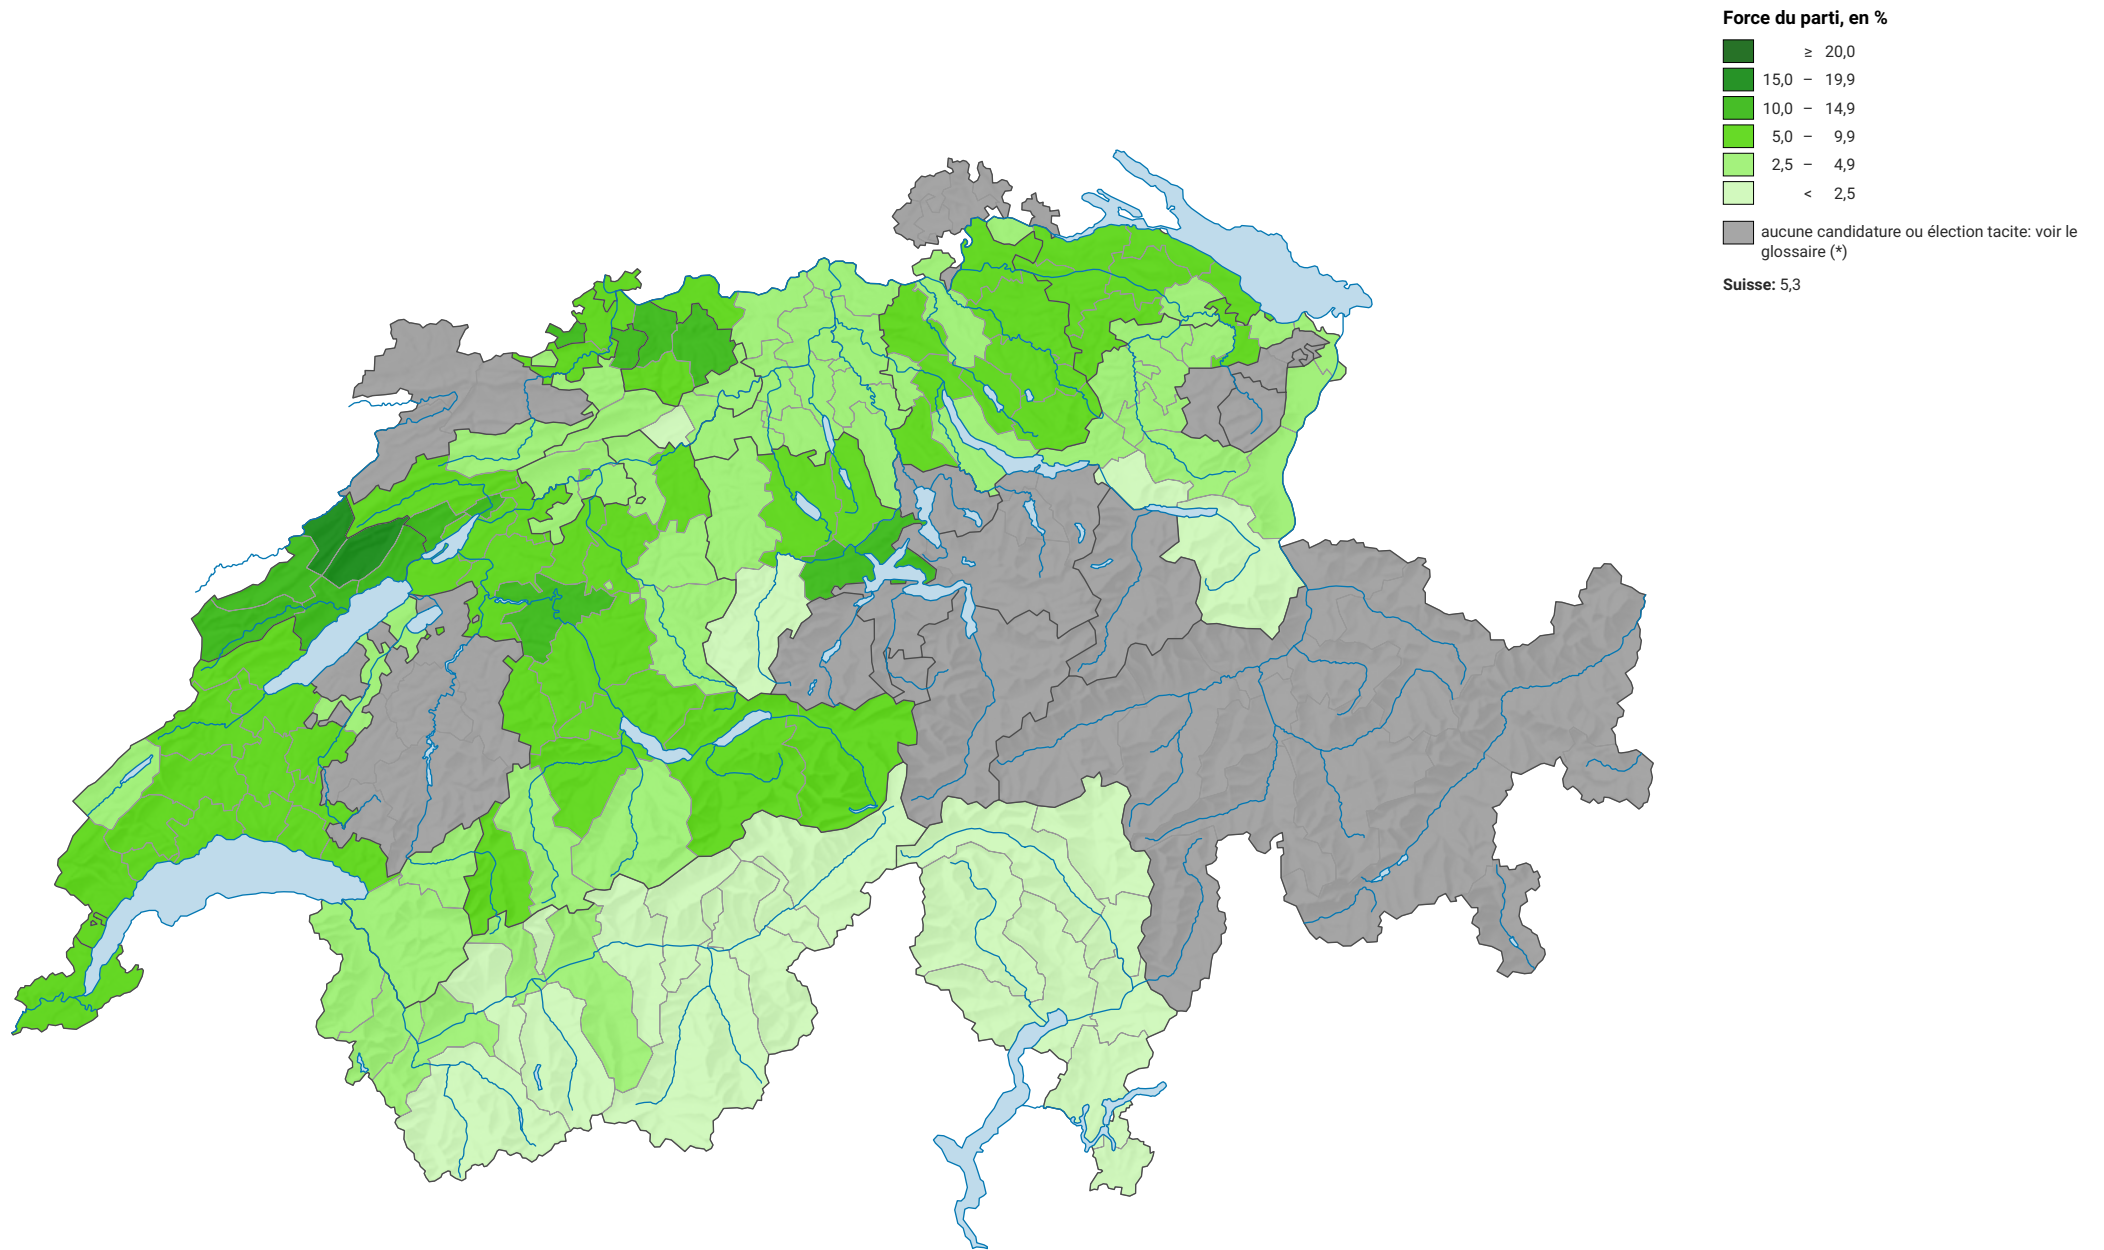 Force du parti, en %
≥ 20,0
15,0 – 19,9
10,0 – 14,9
5,0 – 9,9
2,5 – 4,9
< 2,5
aucune candidature ou élection tacite: voir le
glossaire (*)
Suisse: 5,3